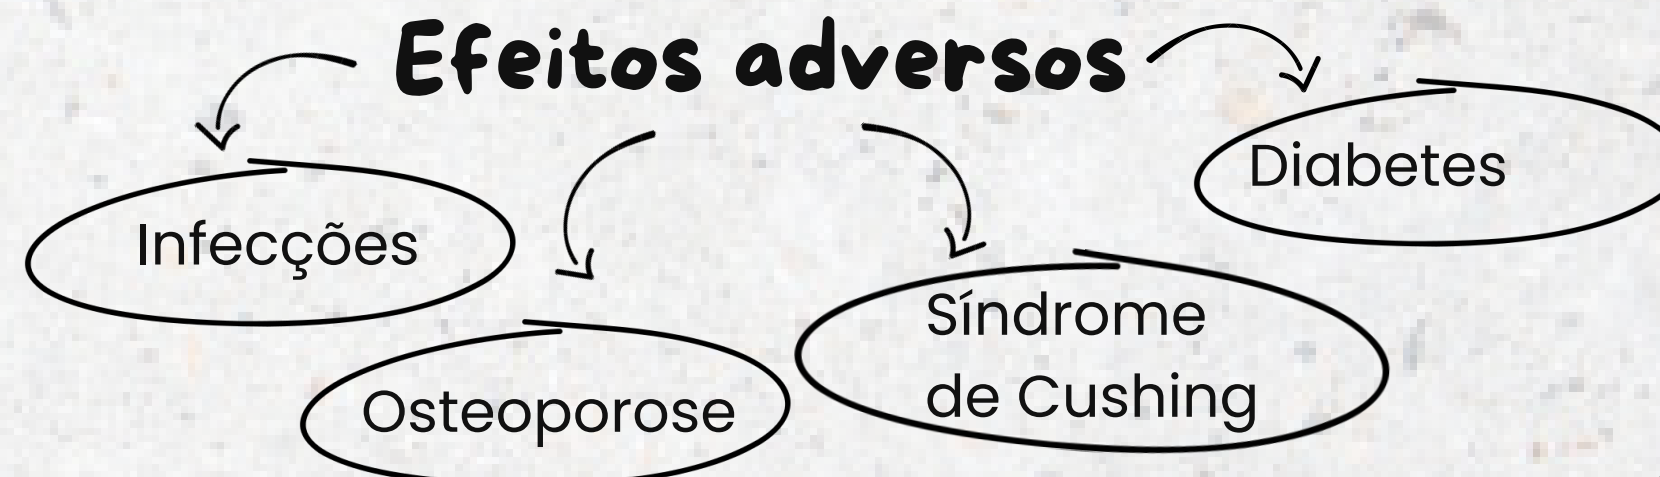 Efeitos adversos
Diabetes
Infecções
Síndrome
de Cushing
Osteoporose